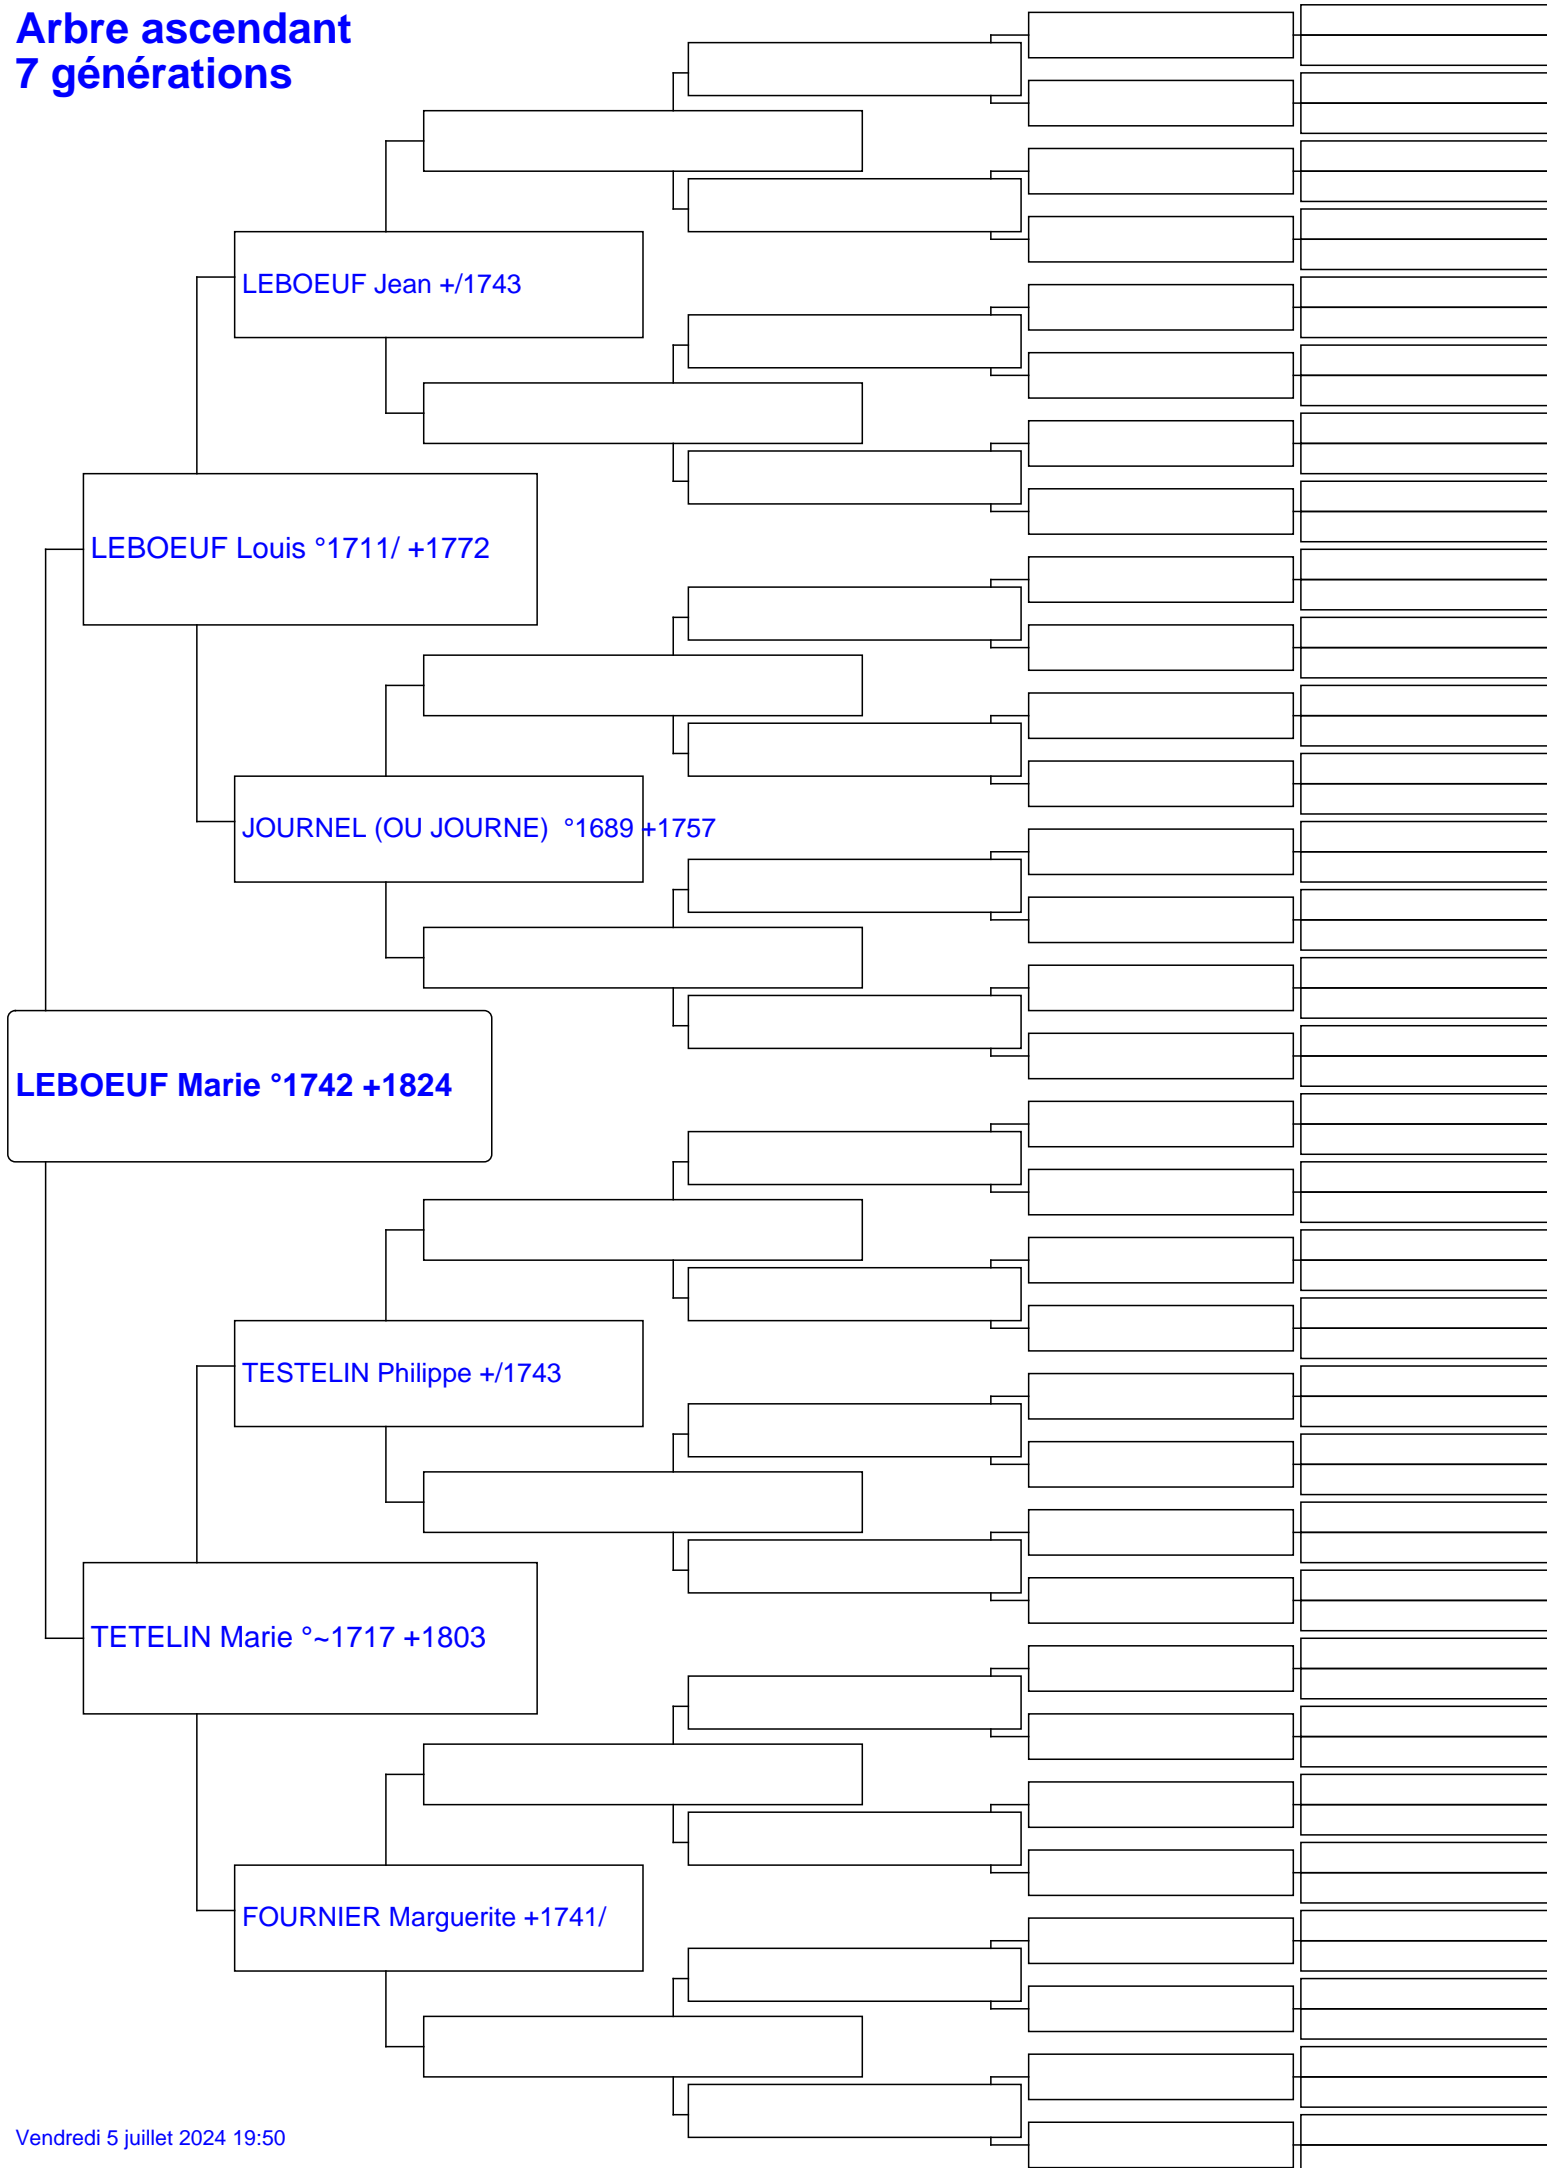 Arbre ascendant
7 générations
LEBOEUF Jean +/1743
LEBOEUF Louis °1711/ +1772
JOURNEL (OU JOURNE)  °1689 +1757
LEBOEUF Marie °1742 +1824
TESTELIN Philippe +/1743
TETELIN Marie °~1717 +1803
FOURNIER Marguerite +1741/
Vendredi 5 juillet 2024 19:50